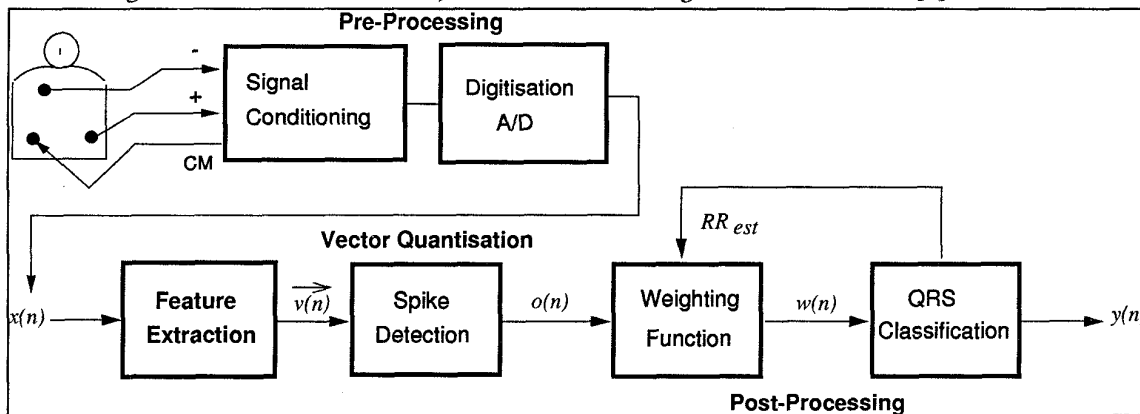 Pre-Processing
-
+
CM
Signal
Conditioning
Digitisation
A/D
Vector Quantisation
RR est
x(n)
Feature
Extraction
v(n)
Spike
Detection
o(n)
Weighting
Function
w(n)
QRS
Classification
y(n
Post-Processing